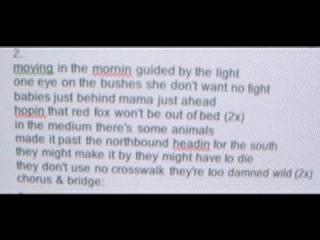 2.
moving in the mornin guided by the light
one eye on the bushes she don't want no fight
babies just behind mama just ahead
hopin that red fox won't be out of bed (2x)
in the medium there's some animals
made it past the northbound headin for the south
they might make it by they might have to die
they don't use no crosswalk they're too damned wild (2x)
chorus & bridge: